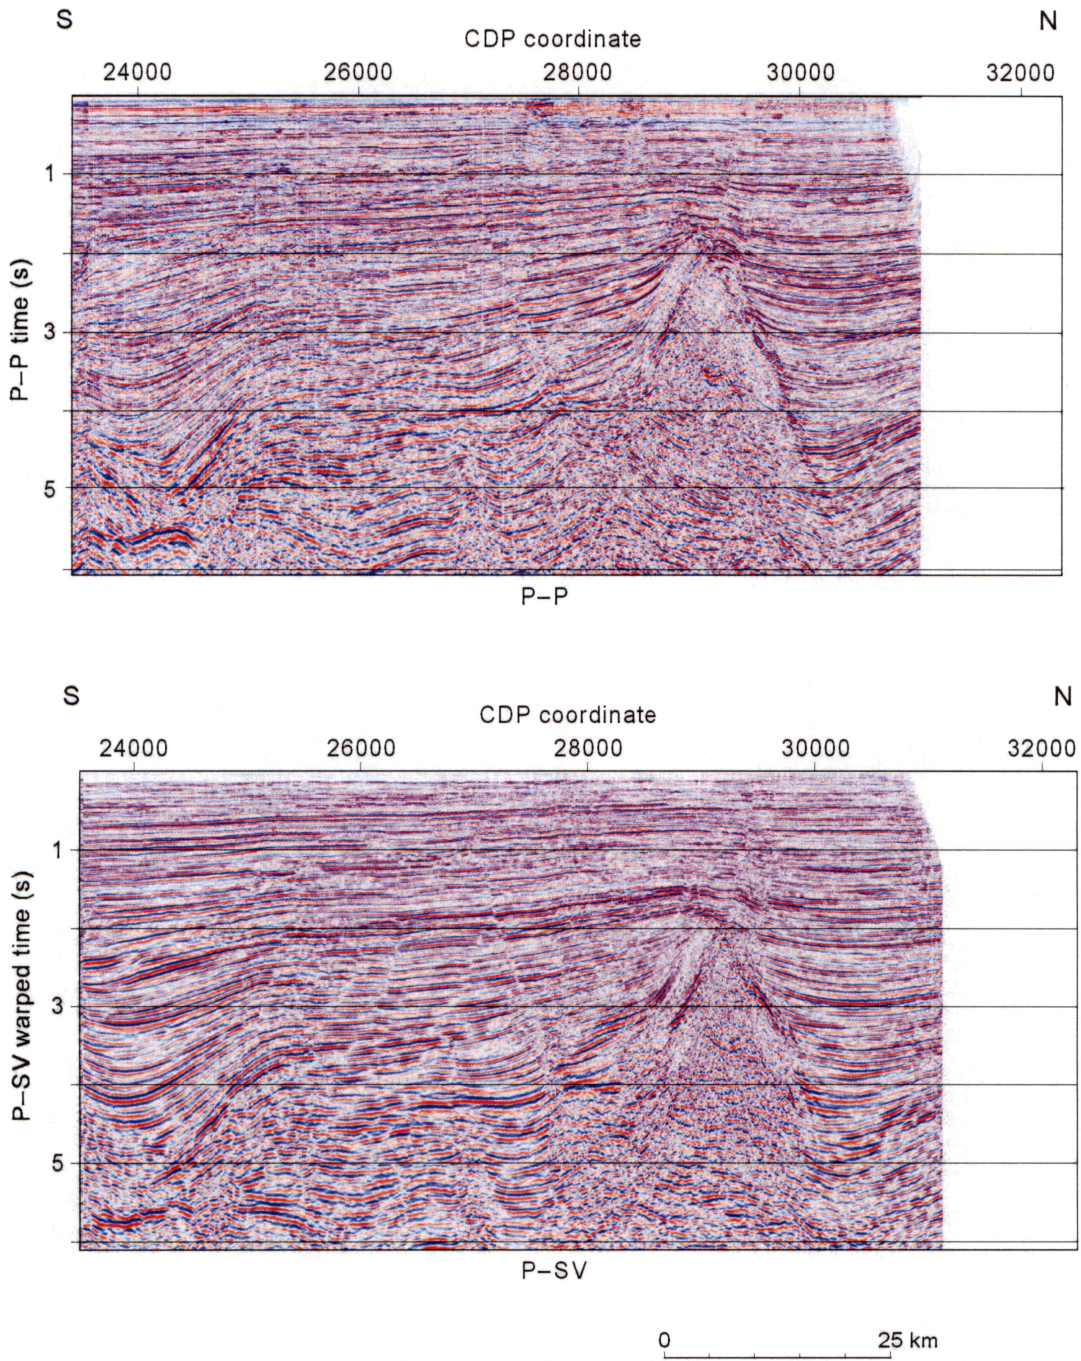 S N
CDP coordinate
24000 26000 28000 30000 32000
1
3
5
P–P time (s)
P–P
S N
CDP coordinate
24000 26000 28000 30000 32000
1
3
5
P–SV warped time (s)
P–SV
0 25 km